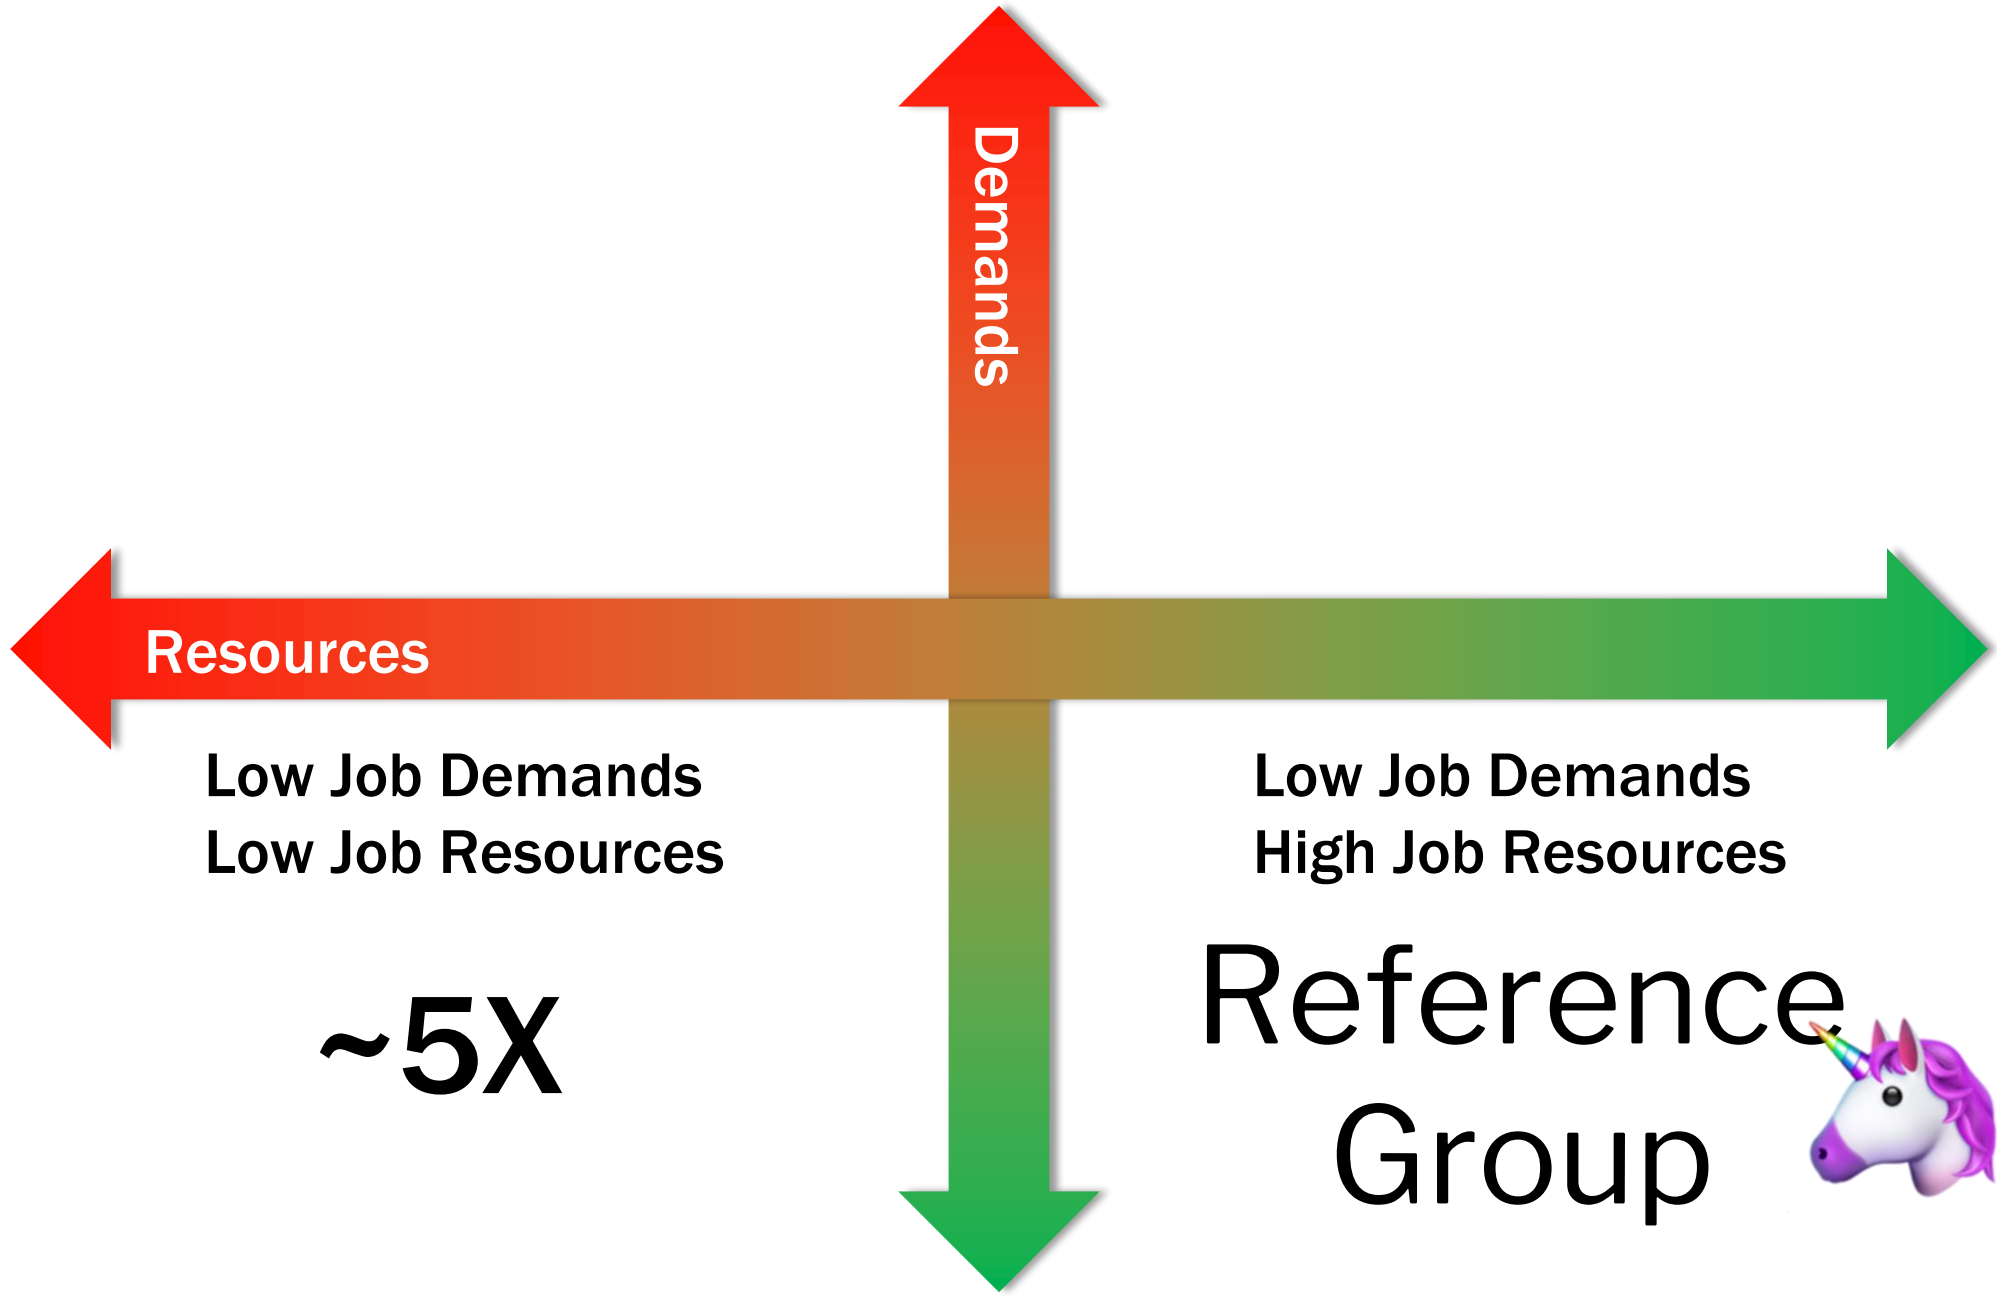 Demands
Resources
Low Job Demands
Low Job Resources
~5X
Low Job Demands
High Job Resources
Reference
Group